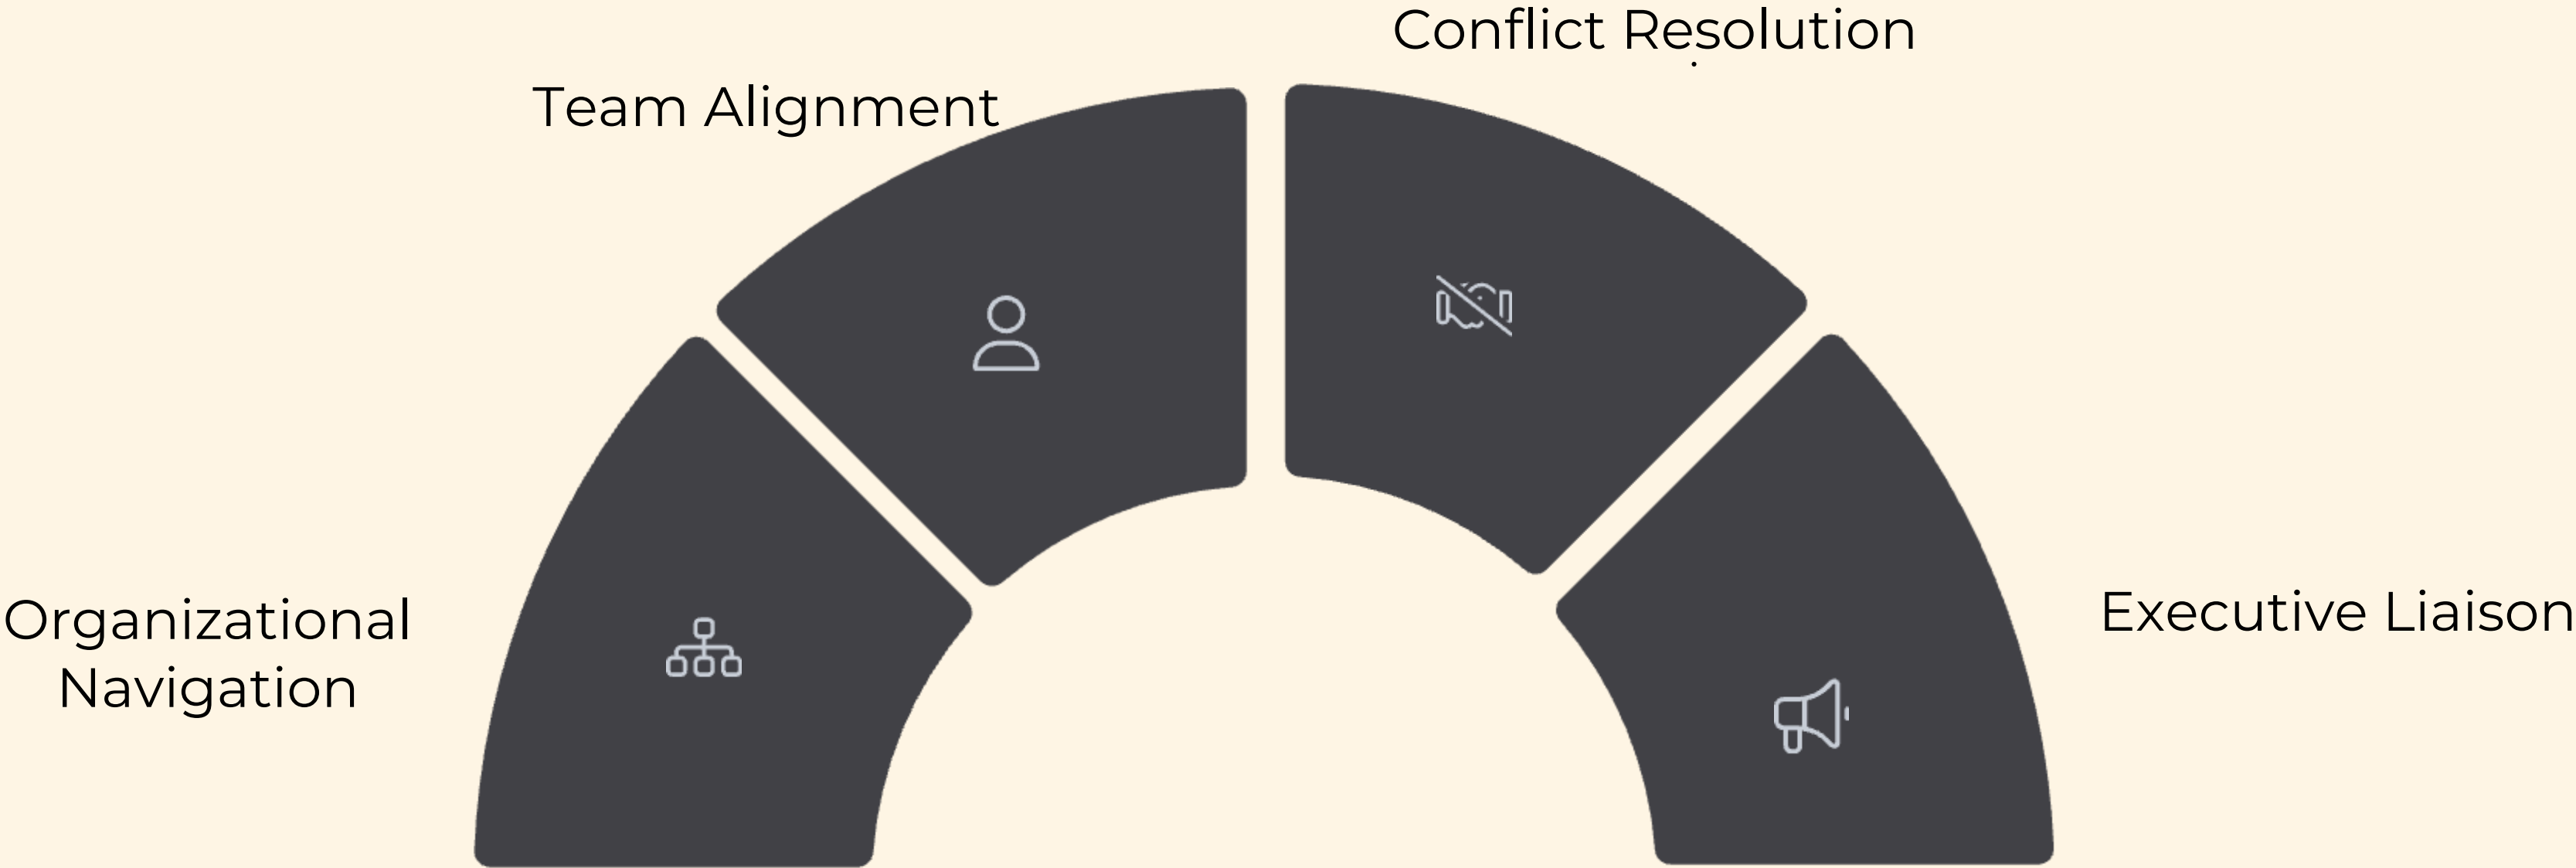 Conflict Resolution
.
Team Alignment
Organizational
Navigation
Executive Liaison